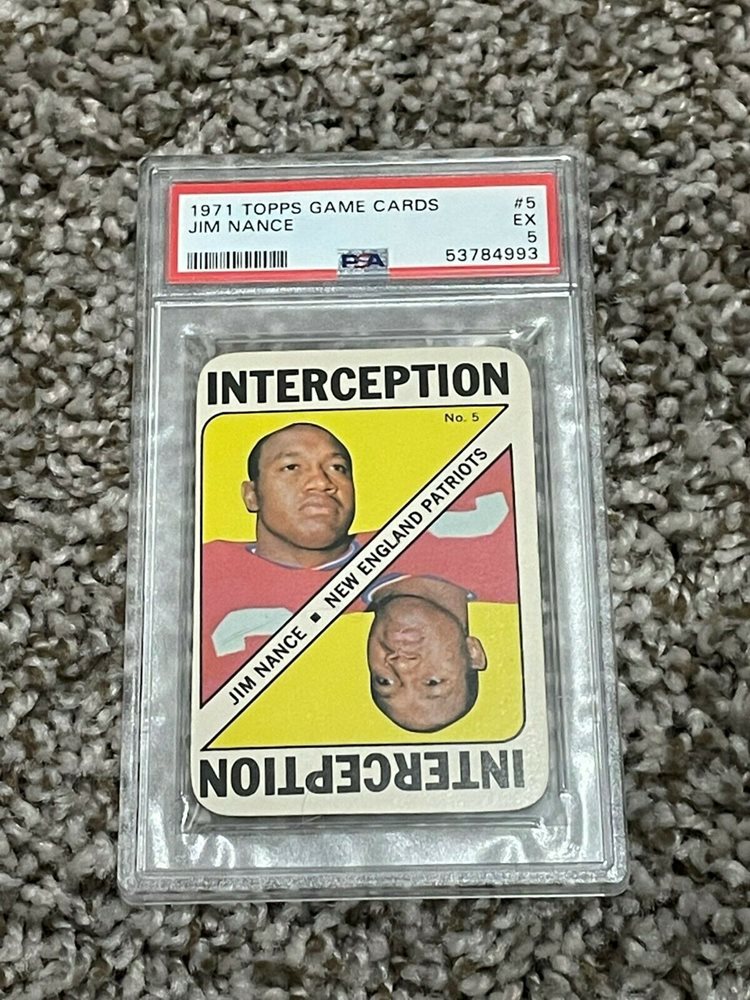 1971 TOPPS GAME CARDS #5
JIM NANCE EX
5
PSA 53784993
INTERCEPTION
No. 5
JIM NANCE ■ NEW ENGLAND PATRIOTS
INTERCEPTION